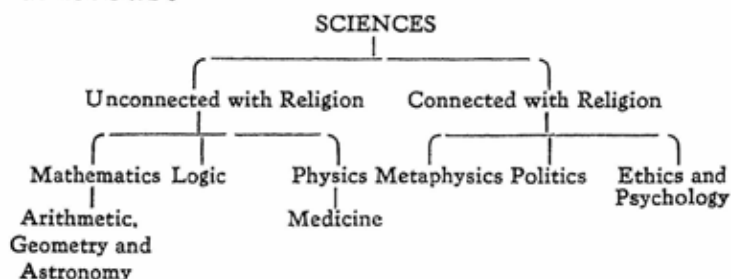 SCIENCES
Unconnected with Religion Connected with Religion
Mathematics Logic Physics Metaphysics Politics Ethics and
Psychology
Arithmetic, Medicine
Geometry and
Astronomy